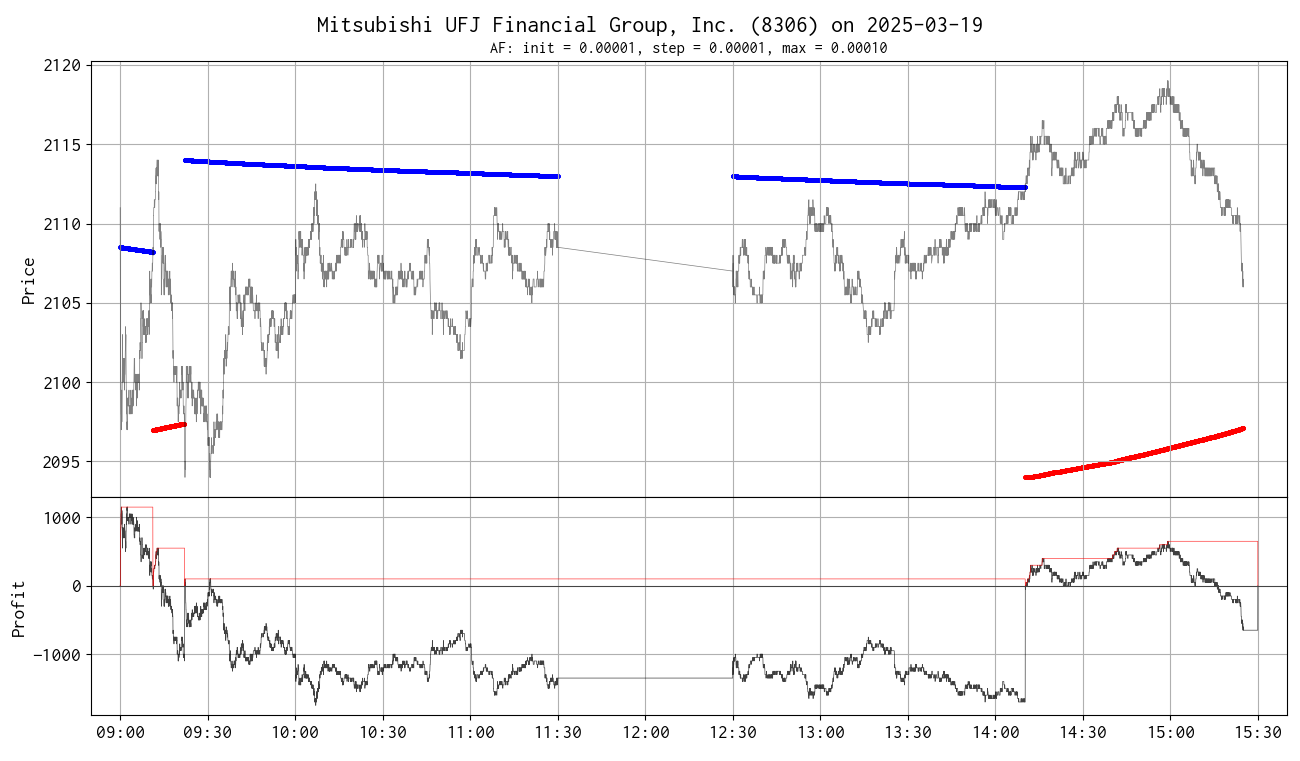 Mitsubishi UFJ Financial Group, Inc. (8306) on 2025-03-19
AF: init = 0.00001, step = 0.00001, max = 0.00010
Price
2120
2115
2110
2105
2100
2095
Profit
1000
0
−1000
09:00 09:30 10:00 10:30 11:00 11:30 12:00 12:30 13:00 13:30 14:00 14:30 15:00 15:30